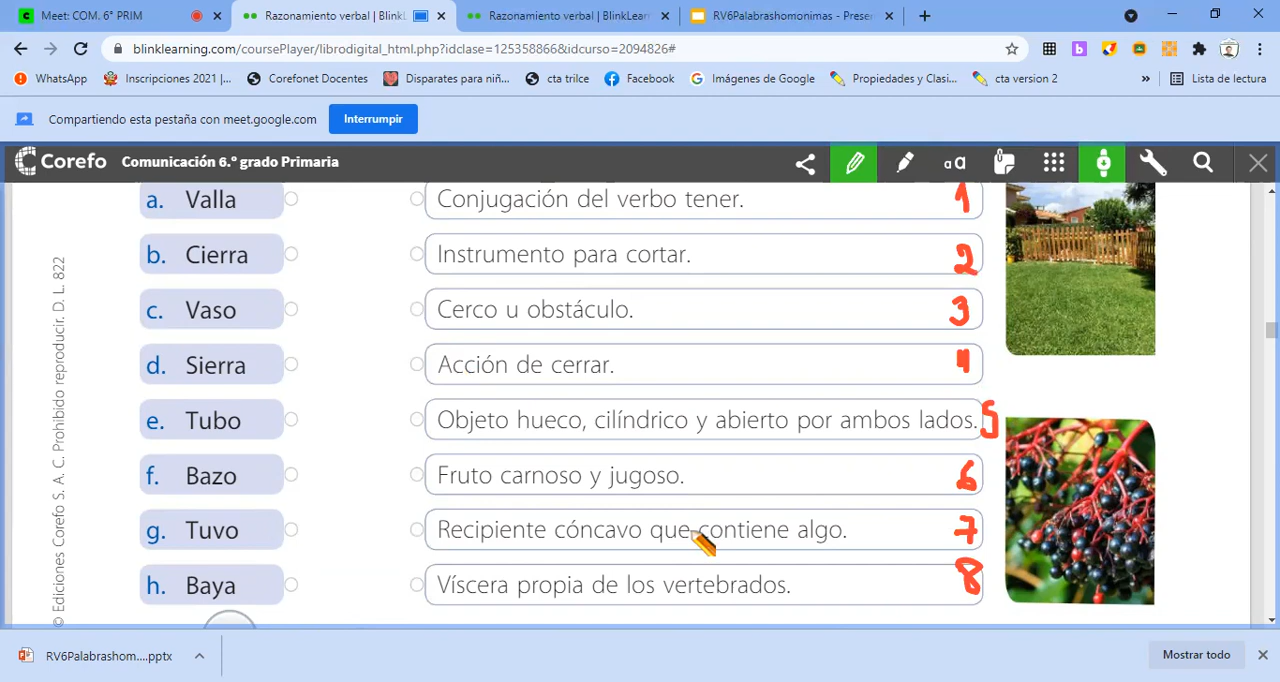 Meet: COM. 6° PRIM
Razonamiento verbal | BlinkL
Razonamiento verbal | BlinkLear
RV6Palabrashomonimas - Prese
blinklearning.com/coursePlayer/librodigital_html.php?idclase=125358866&idcurso=2094826#
WhatsApp
Inscripciones 2021 |...
Corefonet Docentes
Disparates para niñ...
cta trilce
Facebook
Imágenes de Google
Propiedades y Clasi...
cta version 2
»
Lista de lectura
Compartiendo esta pestaña con meet.google.com
Interrumpir
Corefo
Comunicación 6.º grado Primaria
aA
a. Valla
Conjugación del verbo tener. 1
b. Cierra
Instrumento para cortar. 2
c. Vaso
Cerco u obstáculo. 3
d. Sierra
Acción de cerrar. 4
e. Tubo
Objeto hueco, cilíndrico y abierto por ambos lados. 5
f. Bazo
Fruto carnoso y jugoso. 6
g. Tuvo
Recipiente cóncavo que contiene algo. 7
h. Baya
Víscera propia de los vertebrados. 8
© Ediciones Corefo S. A. C. Prohibido reproducir. D. L. 822
RV6Palabrashom....pptx
Mostrar todo